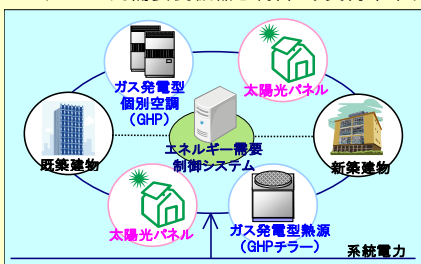 ガス発電型
個別空調
（GHP）
太陽光パネル
エネルギー需要
制御システム
既築建物
新築建物
太陽光パネル
ガス発電型熱源
（GHPチラー）
系統電力